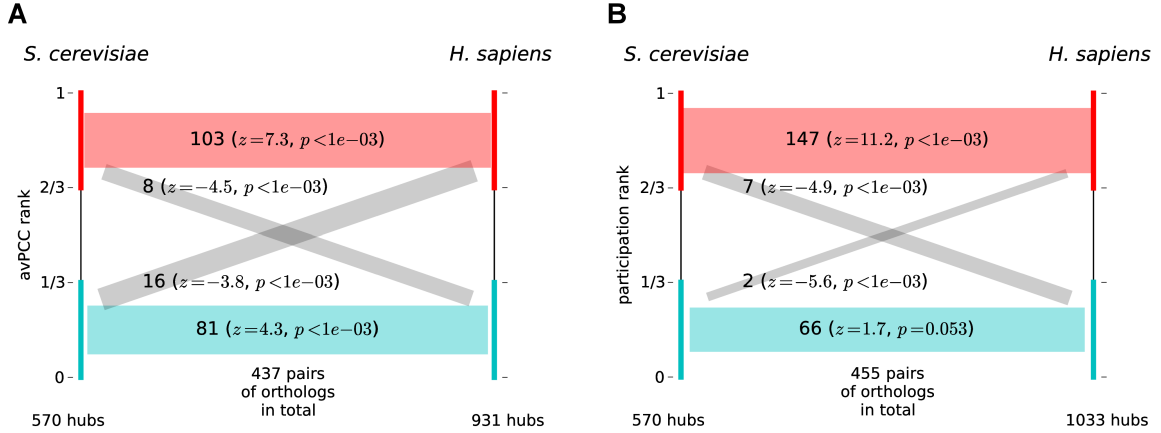 A
S. cerevisiae
H. sapiens
1
103 (z=7.3, p<1e−03)
8 (z=−4.5, p<1e−03)
2/3
avPCC rank
16 (z=−3.8, p<1e−03)
1/3
81 (z=4.3, p<1e−03)
0
437 pairs
of orthologs
in total
570 hubs
931 hubs
B
S. cerevisiae
H. sapiens
1
147 (z=11.2, p<1e−03)
7 (z=−4.9, p<1e−03)
2/3
participation rank
2 (z=−5.6, p<1e−03)
1/3
66 (z=1.7, p=0.053)
0
455 pairs
of orthologs
in total
570 hubs
1033 hubs